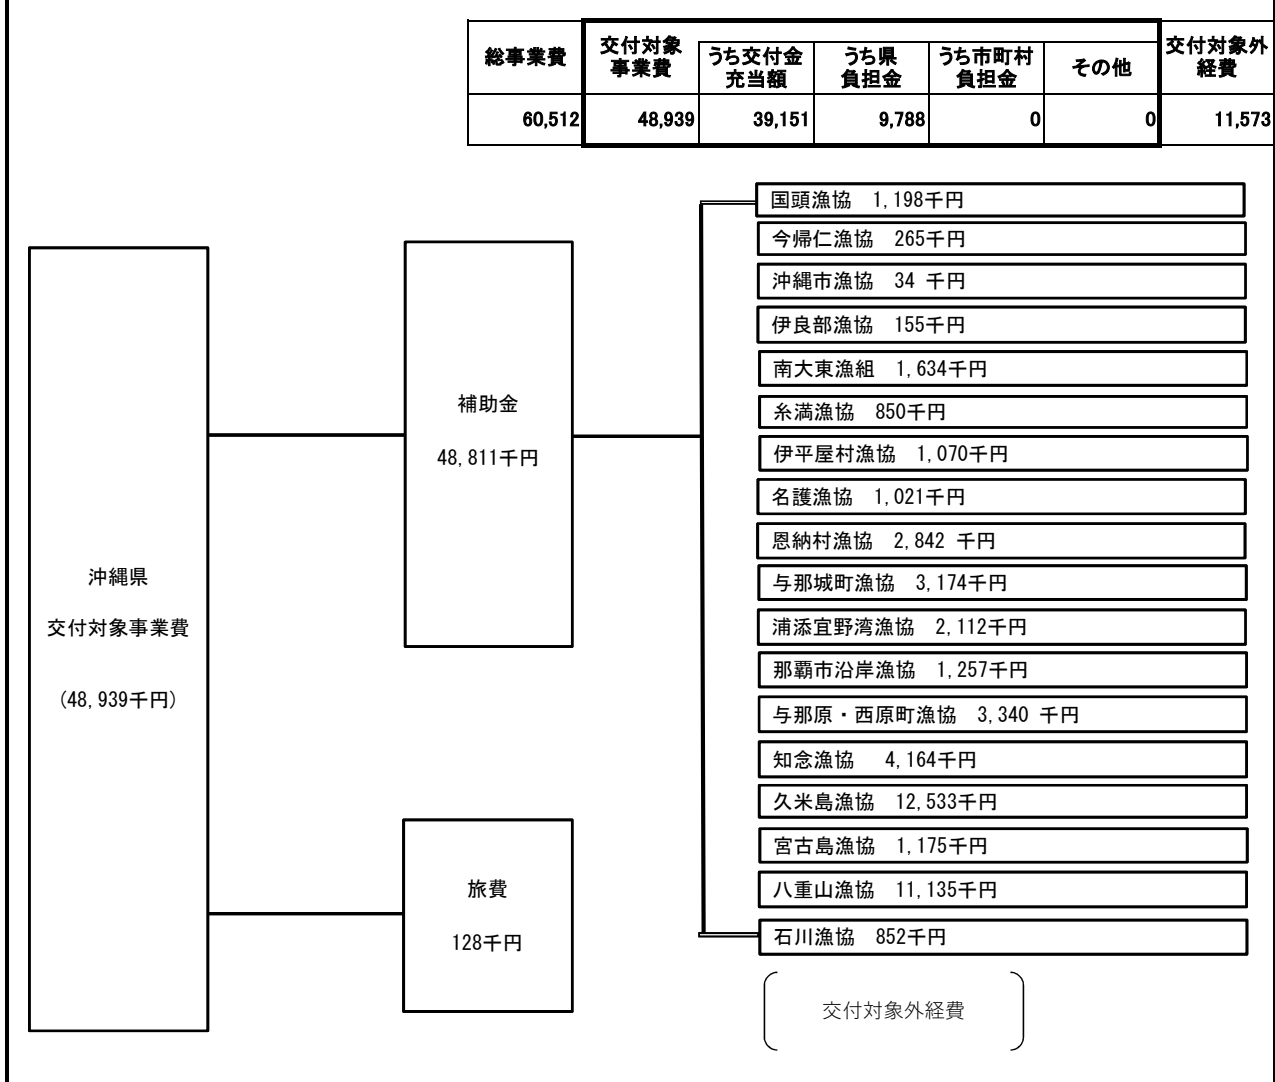 総事業費
交付対象
事業費
うち交付金
充当額
うち県
負担金
うち市町村
負担金
その他
交付対象外
経費
60,512 48,939 39,151 9,788 0 0 11,573
沖縄県
交付対象事業費
(48,939千円)
補助金
48,811千円
旅費
128千円
国頭漁協 1,198千円
今帰仁漁協 265千円
沖縄市漁協 34 千円
伊良部漁協 155千円
南大東漁組 1,634千円
糸満漁協 850千円
伊平屋村漁協 1,070千円
名護漁協 1,021千円
恩納村漁協 2,842 千円
与那城町漁協 3,174千円
浦添宜野湾漁協 2,112千円
那覇市沿岸漁協 1,257千円
与那原・西原町漁協 3,340 千円
知念漁協 4,164千円
久米島漁協 12,533千円
宮古島漁協 1,175千円
八重山漁協 11,135千円
石川漁協 852千円
交付対象外経費